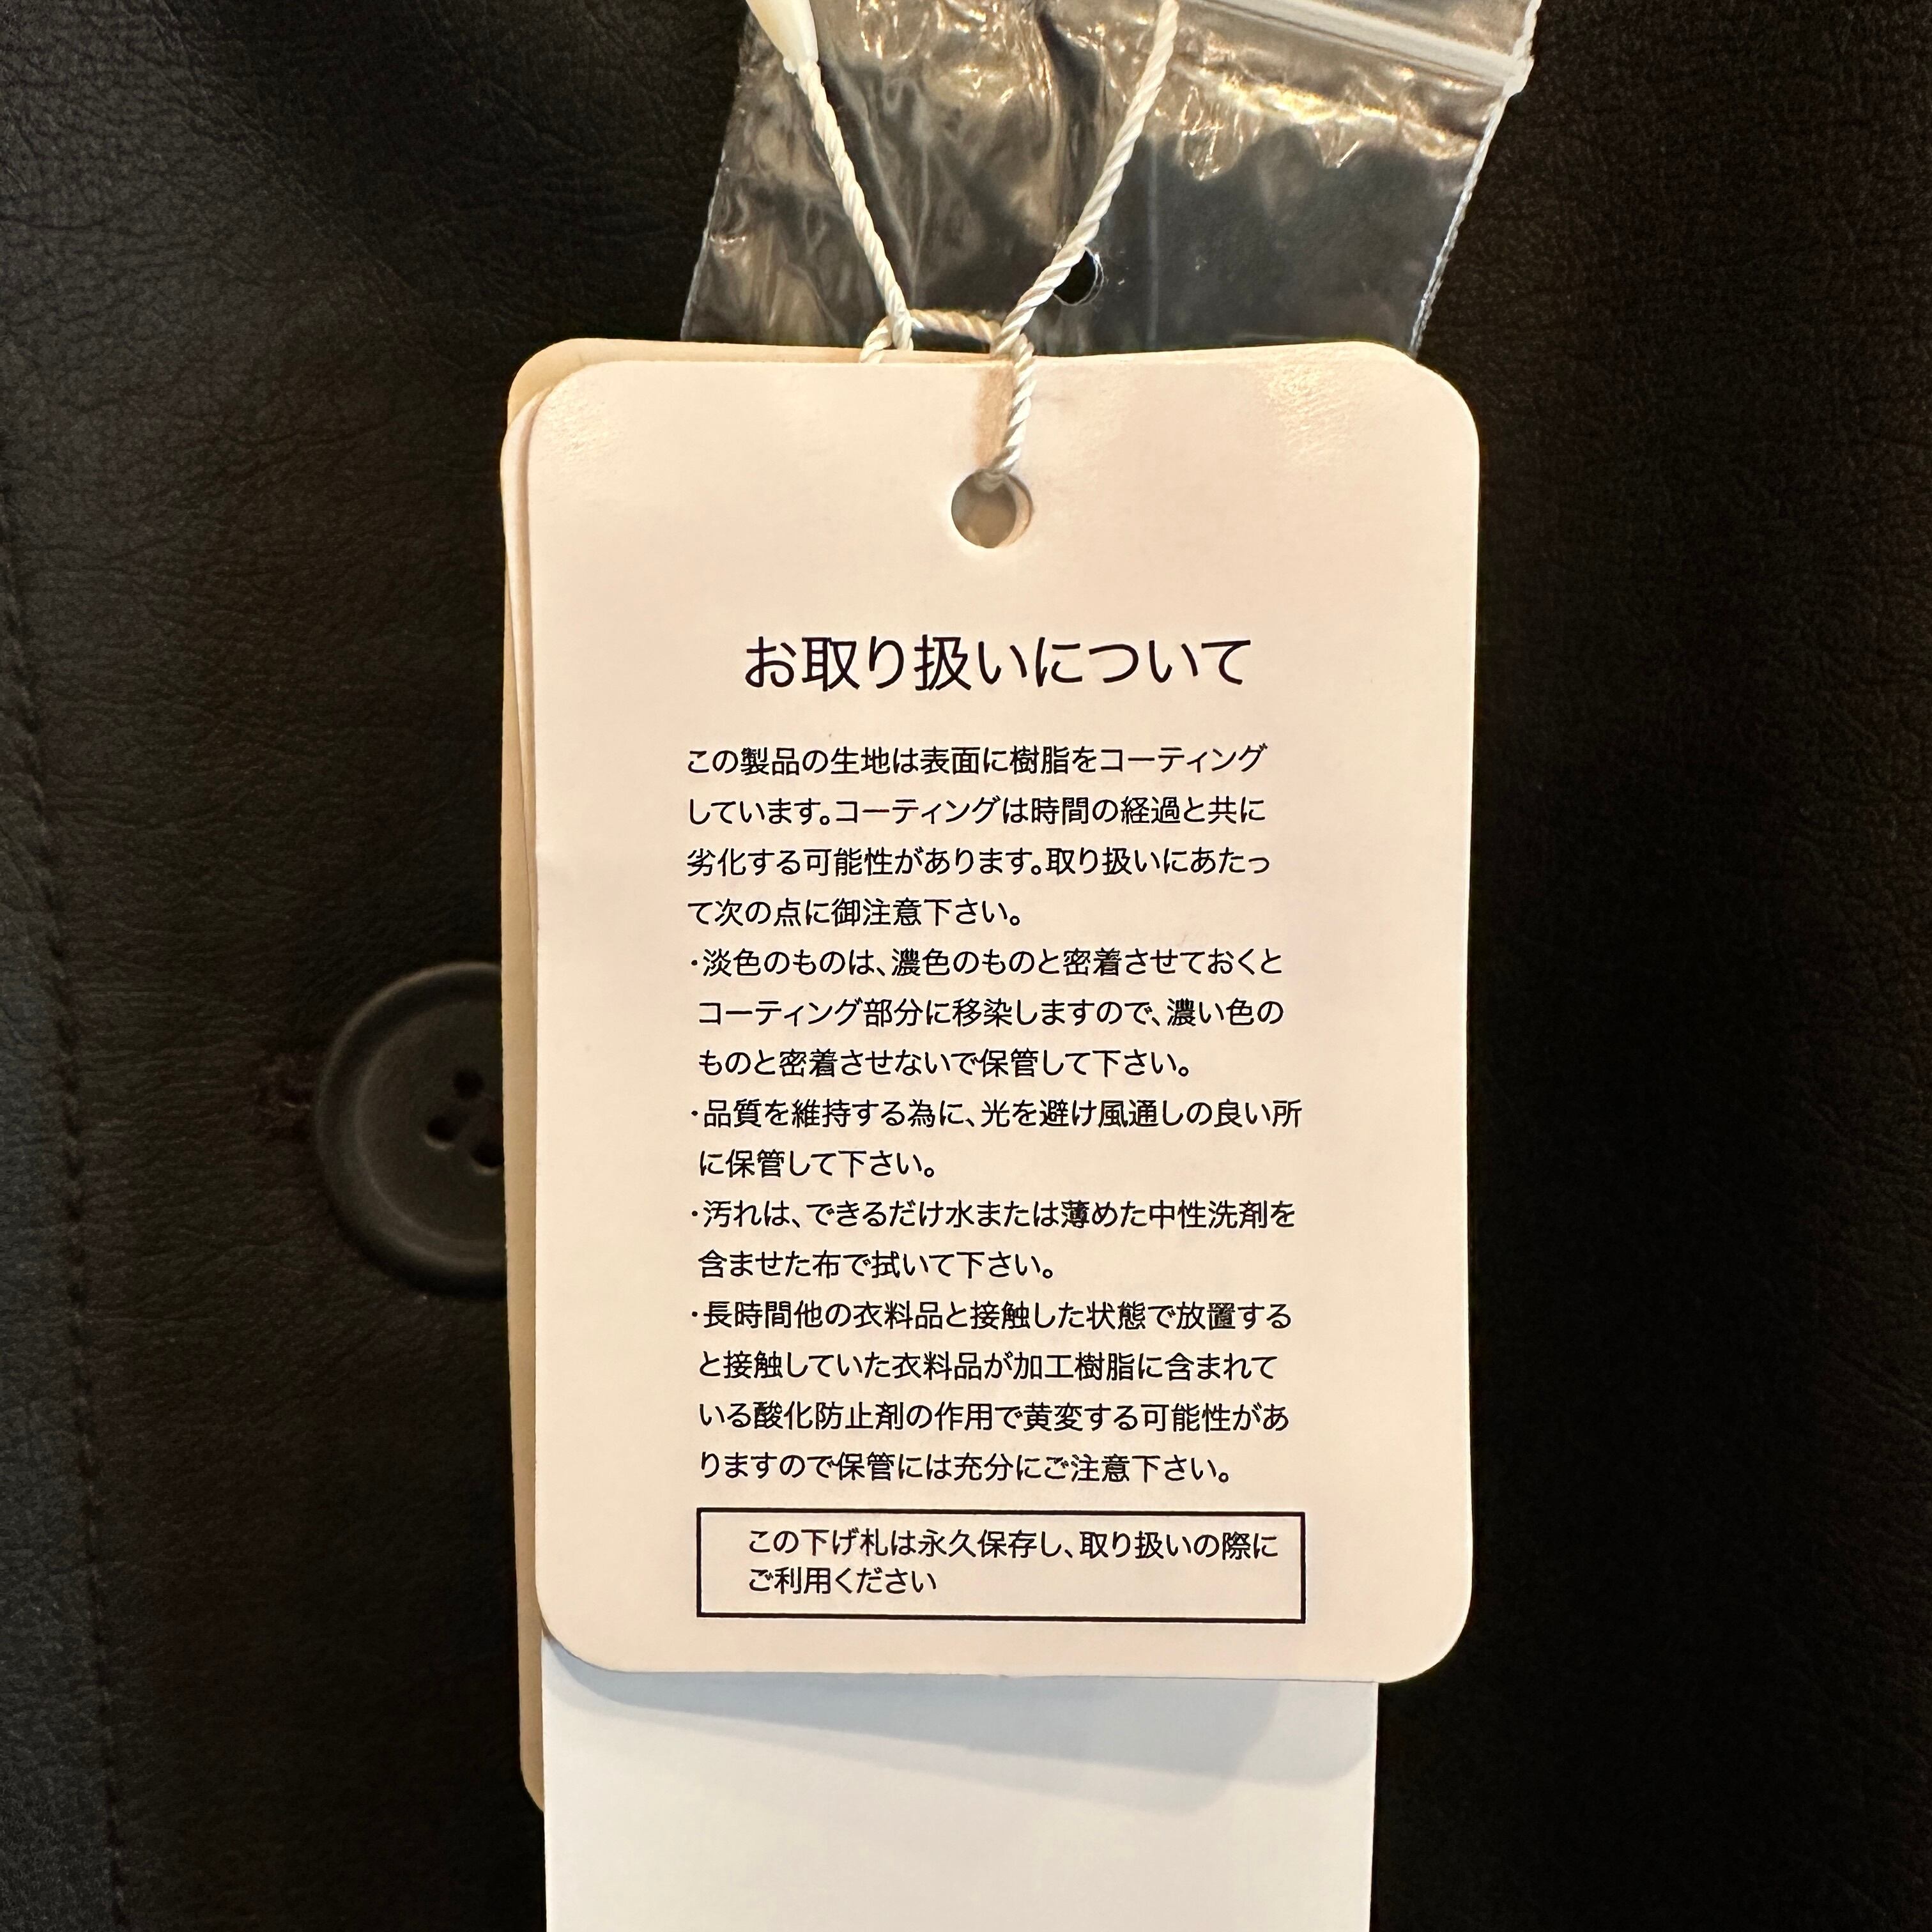 お取り扱いについて
この製品の生地は表面に樹脂をコーティング
しています。コーティングは時間の経過と共に
劣化する可能性があります。取り扱いにあたっ
て次の点に御注意下さい。
・淡色のものは、濃色のものと密着させておくと
コーティング部分に移染しますので、濃い色の
ものと密着させないで保管して下さい。
・品質を維持する為に、光を避け風通しの良い所
に保管して下さい。
・汚れは、できるだけ水または薄めた中性洗剤を
含ませた布で拭いて下さい。
・長時間他の衣料品と接触した状態で放置する
と接触していた衣料品が加工樹脂に含まれて
いる酸化防止剤の作用で黄変する可能性があ
りますので保管には充分にご注意下さい。
この下げ札は永久保存し、取り扱いの際に
ご利用ください